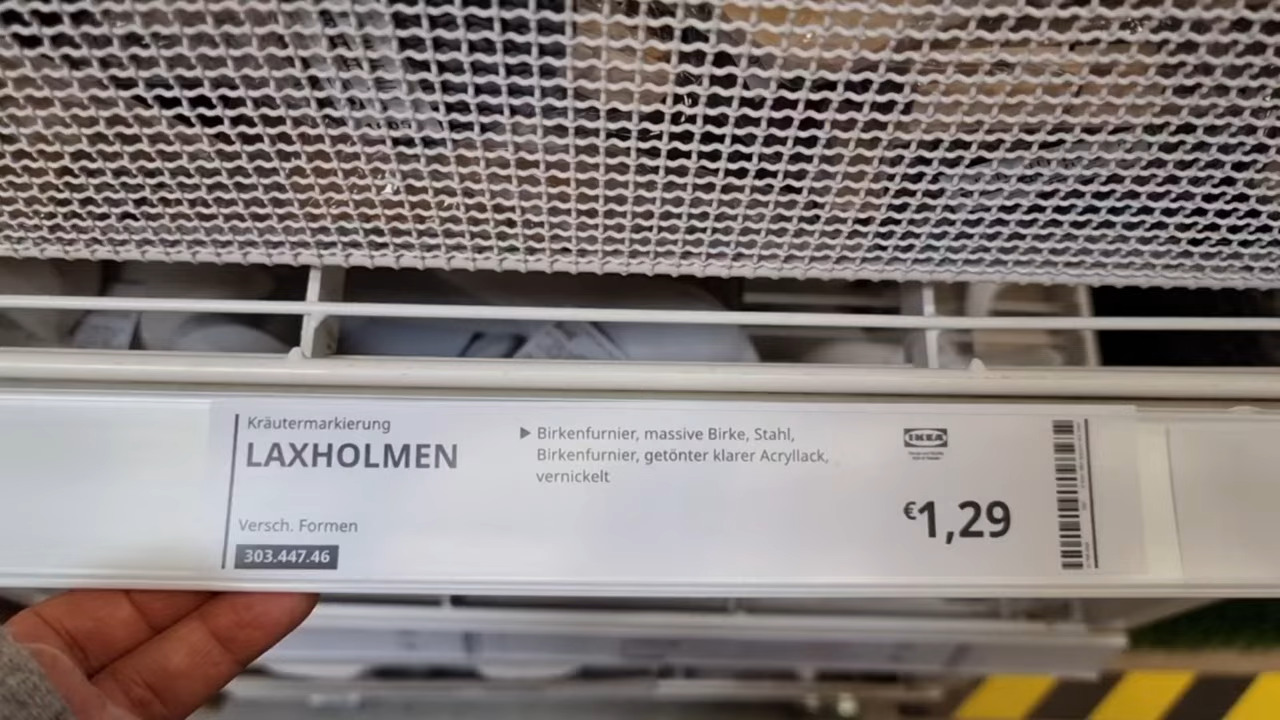 Kräutermarkierung
LAXHOLMEN
Versch. Formen
303.447.46
▶ Birkenfurnier, massive Birke, Stahl,
Birkenfurnier, getönter klarer Acryllack,
vernickelt
IKEA
€1,29